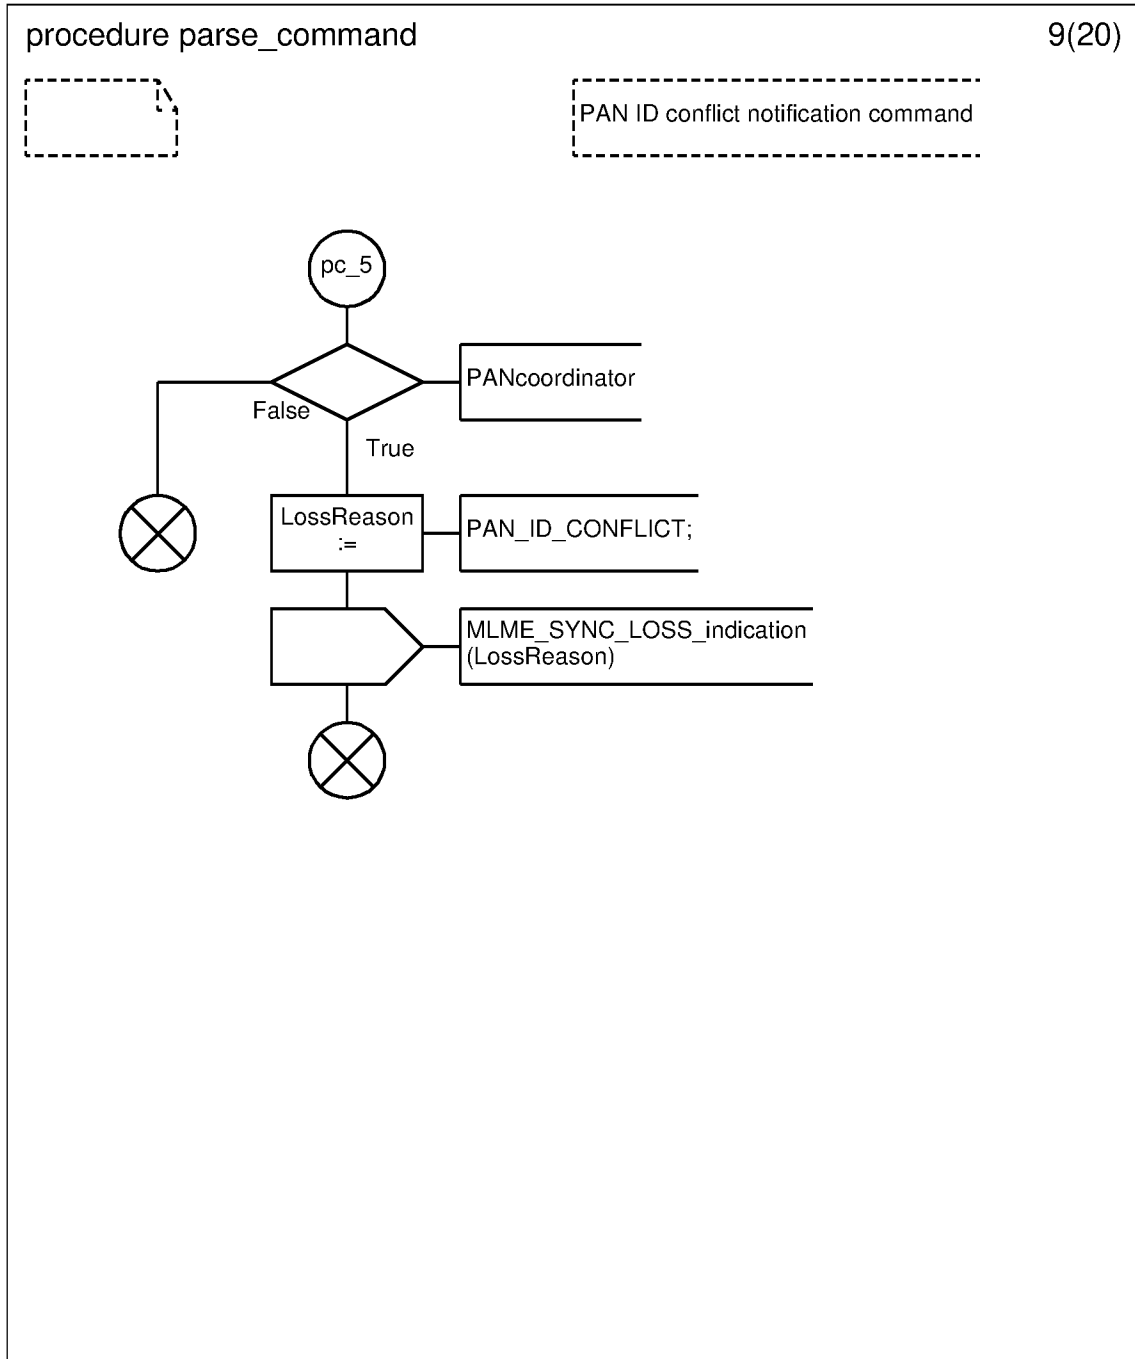 procedure parse_command
9(20)
PAN ID conflict notification command
pc_5
PANcoordinator
False
True
LossReason
:=
PAN_ID_CONFLICT;
MLME_SYNC_LOSS_indication
(LossReason)